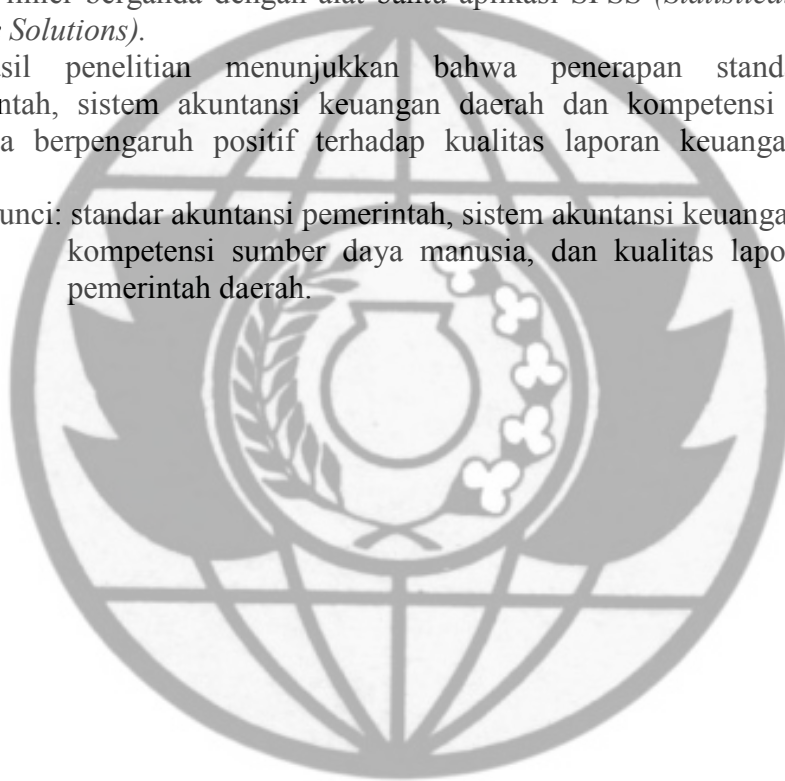 linier berganda dengan alat bantu aplikasi SPSS (Statistical
Solutions).
sil penelitian menunjukkan bahwa penerapan standa
ntah, sistem akuntansi keuangan daerah dan kompetensi
a berpengaruh positif terhadap kualitas laporan keuanga
unci: standar akuntansi pemerintah, sistem akuntansi keuanga
kompetensi sumber daya manusia, dan kualitas lapo
pemerintah daerah.